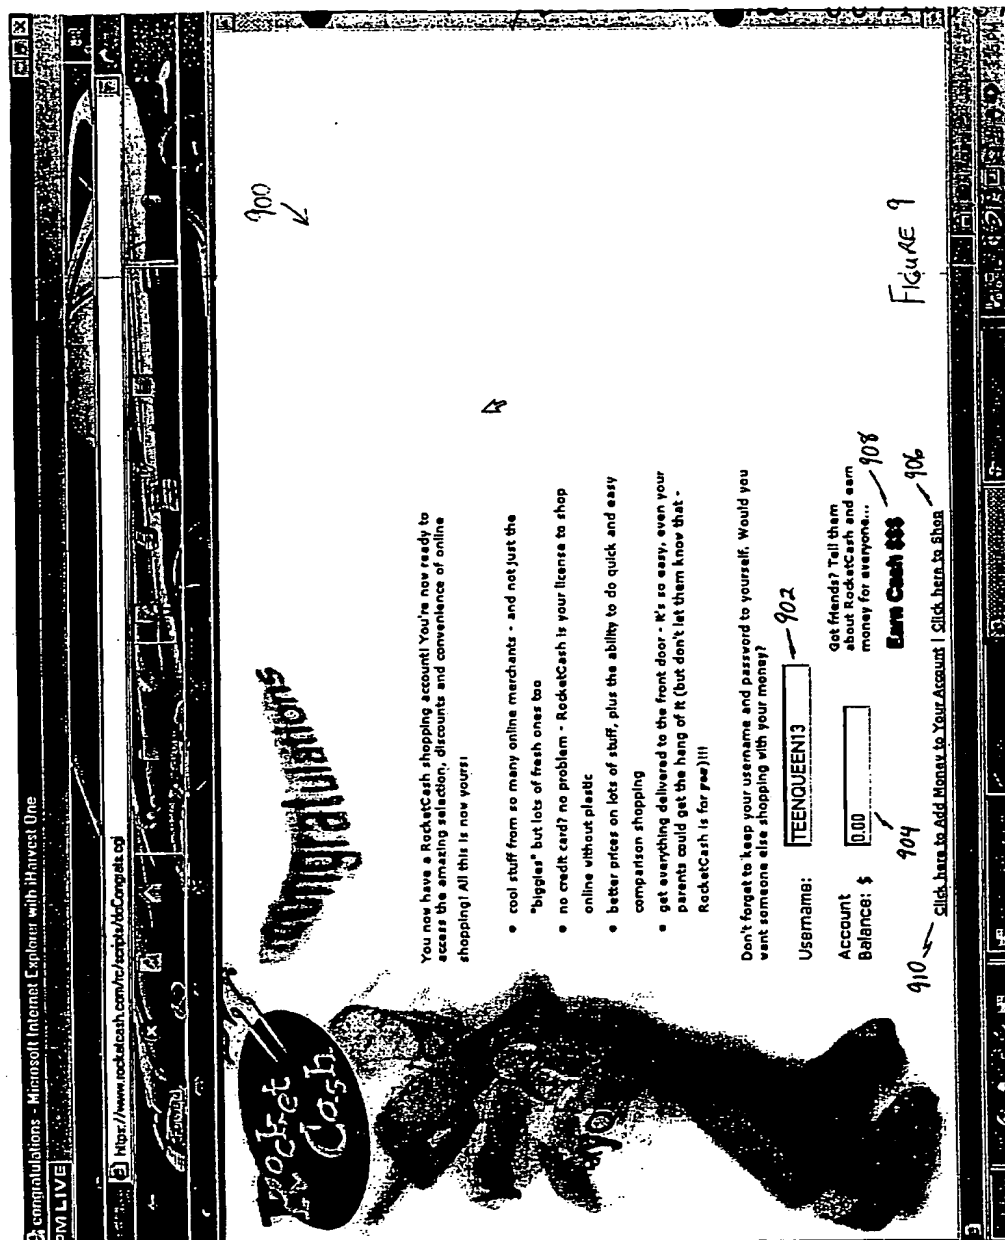 congratulations - Microsoft Internet Explorer with iHarvest One
PM LIVE
https://www.rocketcash.com/rc/scripts/doCongrats.cgi
Rocket
Cash
congratulations
900
You now have a RocketCash shopping account! You're now ready to
access the amazing selection, discounts and convenience of online
shopping! All this is now yours!
• cool stuff from so many online merchants - and not just the
"biggies" but lots of fresh ones too
• no credit card? no problem - RocketCash is your license to shop
online without plastic
• better prices on lots of stuff, plus the ability to do quick and easy
comparison shopping
• get everything delivered to the front door - it's so easy, even your
parents could get the hang of it (but don't let them know that -
RocketCash is for you)!!!
Don't forget to keep your username and password to yourself. Would you
want someone else shopping with your money?
Username: TEENQUEEN13
902
Account
Balance: $ 0.00
904
Got friends? Tell them
about RocketCash and earn
money for everyone...
Earn Cash $$$
908
906
910
Click here to Add Money to Your Account | Click here to Shop
FIGURE 9